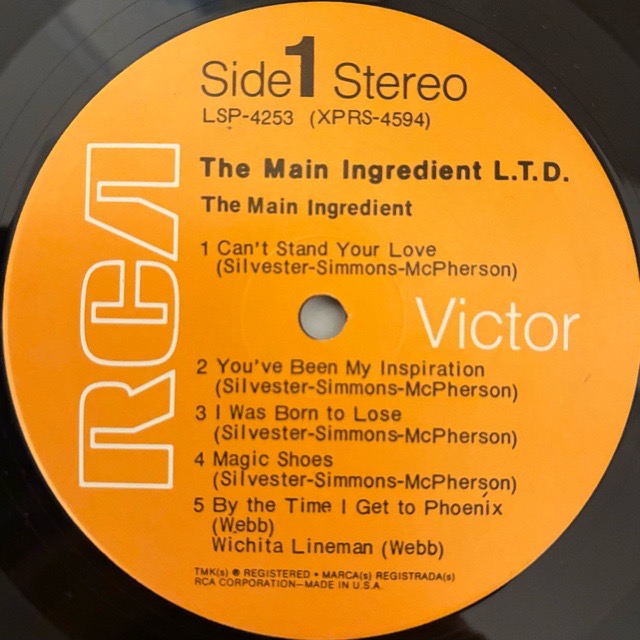 Side 1 Stereo
LSP-4253 (XPRS-4594)
The Main Ingredient L.T.D.
The Main Ingredient
1 Can't Stand Your Love
(Silvester-Simmons-McPherson)
RCA
Victor
2 You've Been My Inspiration
(Silvester-Simmons-McPherson)
3 I Was Born to Lose
(Silvester-Simmons-McPherson)
4 Magic Shoes
(Silvester-Simmons-McPherson)
5 By the Time I Get to Phoenix
(Webb)
Wichita Lineman (Webb)
TMK(s) ® REGISTERED • MARCA(s) REGISTRADA(s)
RCA CORPORATION—MADE IN U.S.A.